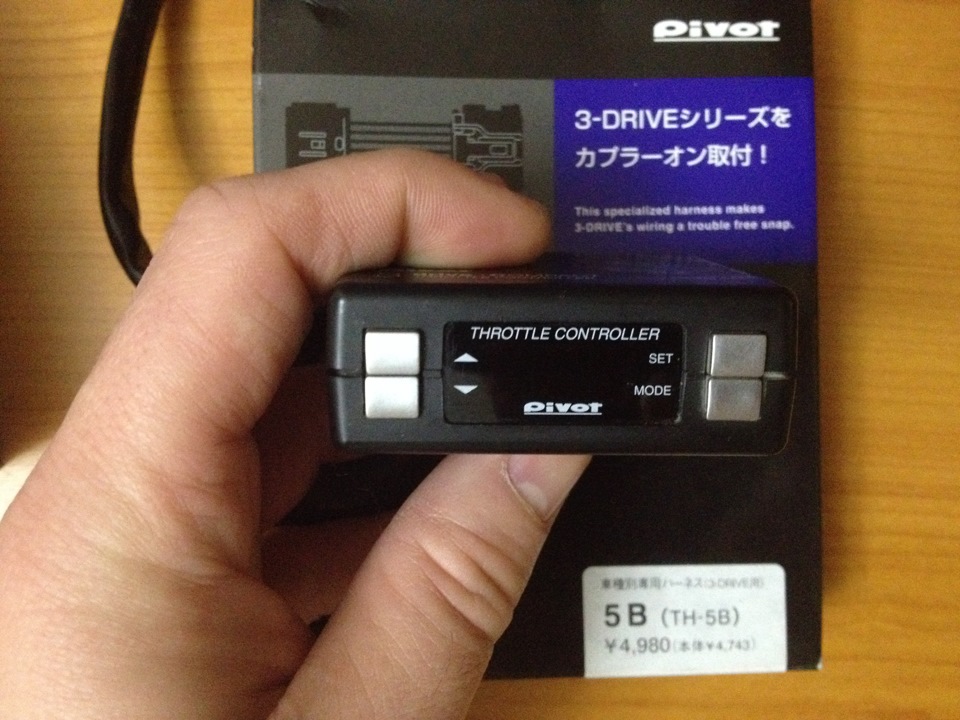 Pivot
3-DRIVEシリーズを
カプラーオン取付！
This specialized harness makes
3-DRIVE's wiring a trouble free snap.
THROTTLE CONTROLLER
SET
MODE
Pivot
車種別専用ハーネス(3-DRIVE用)
5B (TH-5B)
¥4,980(本体¥4,743)